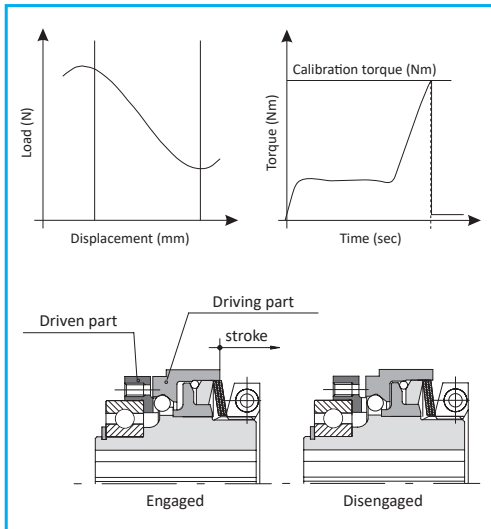 Load (N)
Displacement (mm)
Calibration torque (Nm)
Torque (Nm)
Time (sec)
Driving part
Driven part
stroke
Engaged
Disengaged